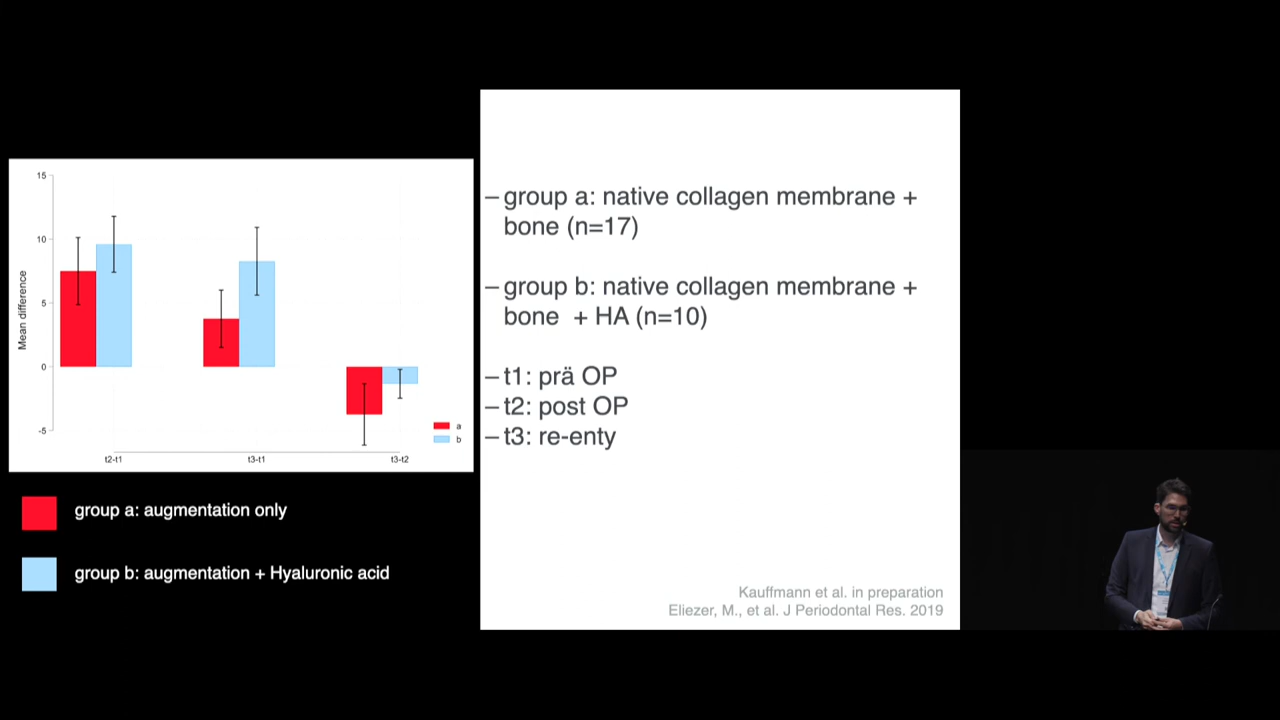 15
10
5
0
-5
Mean difference
t2-t1
t3-t1
t3-t2
a
b
group a: augmentation only
group b: augmentation + Hyaluronic acid
– group a: native collagen membrane +
bone (n=17)
– group b: native collagen membrane +
bone + HA (n=10)
– t1: prä OP
– t2: post OP
– t3: re-enty
Kauffmann et al. in preparation
Eliezer, M., et al. J Periodontal Res. 2019